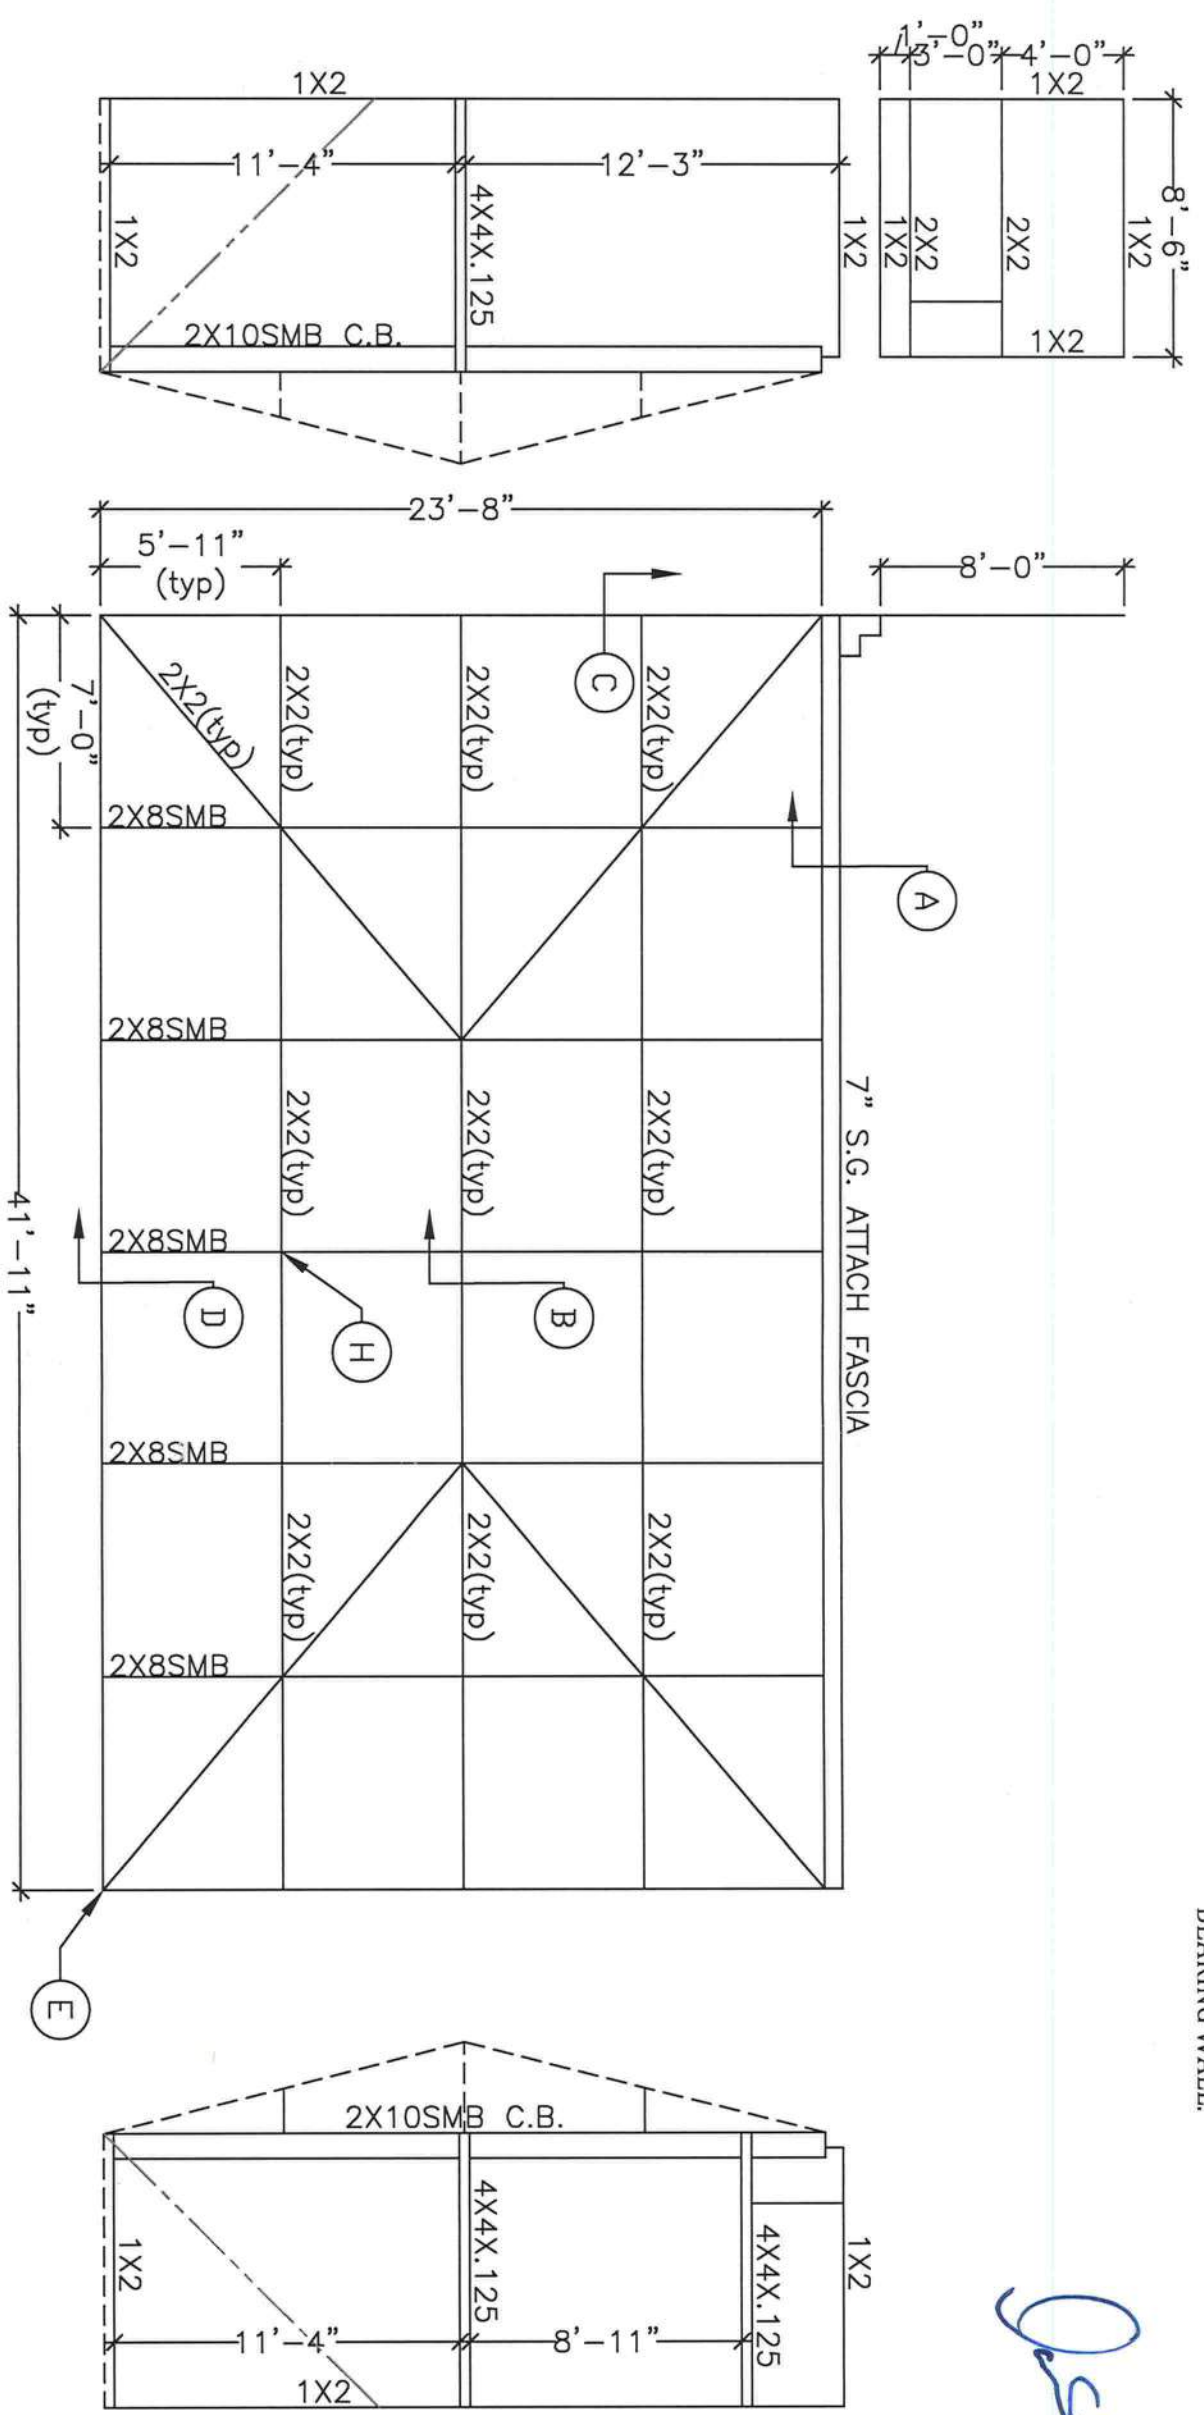 1'-0"
3'-0"
4'-0"
1X2
1X2
8'-6"
11'-4"
12'-3"
1X2
4X4X.125
1X2
1X2
2X2
2X2
1X2
2X10SMB C.B.
1X2
23'-8"
5'-11"
(typ)
8'-0"
C
7'-0"
(typ)
2X2(typ)
2X2(typ)
2X2(typ)
2X2(typ)
2X8SMB
A
2X8SMB
7" S.G. ATTACH FASCIA
2X2(typ)
2X2(typ)
2X2(typ)
41'-11"
2X8SMB
D
H
B
2X8SMB
2X2(typ)
2X2(typ)
2X2(typ)
2X8SMB
E
BEARING WALL.
2X10SMB C.B.
1X2
4X4X.125
4X4X.125
1X2
11'-4"
8'-11"
1X2